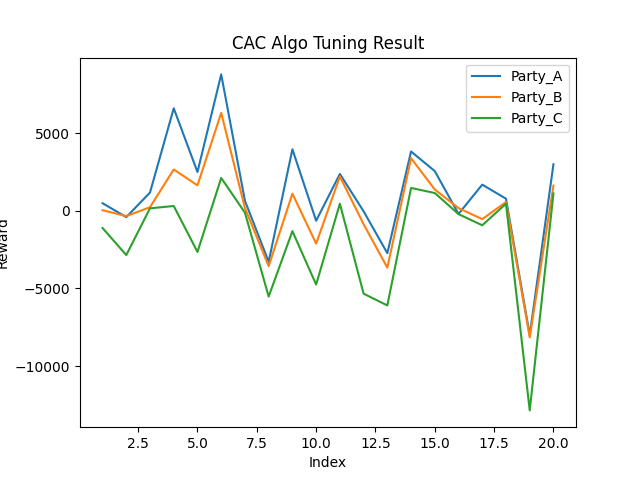 CAC Algo Tuning Result
Party_A
Party_B
Party_C
5000
0
−5000
−10000
Reward
2.5
5.0
7.5
10.0
12.5
15.0
17.5
20.0
Index